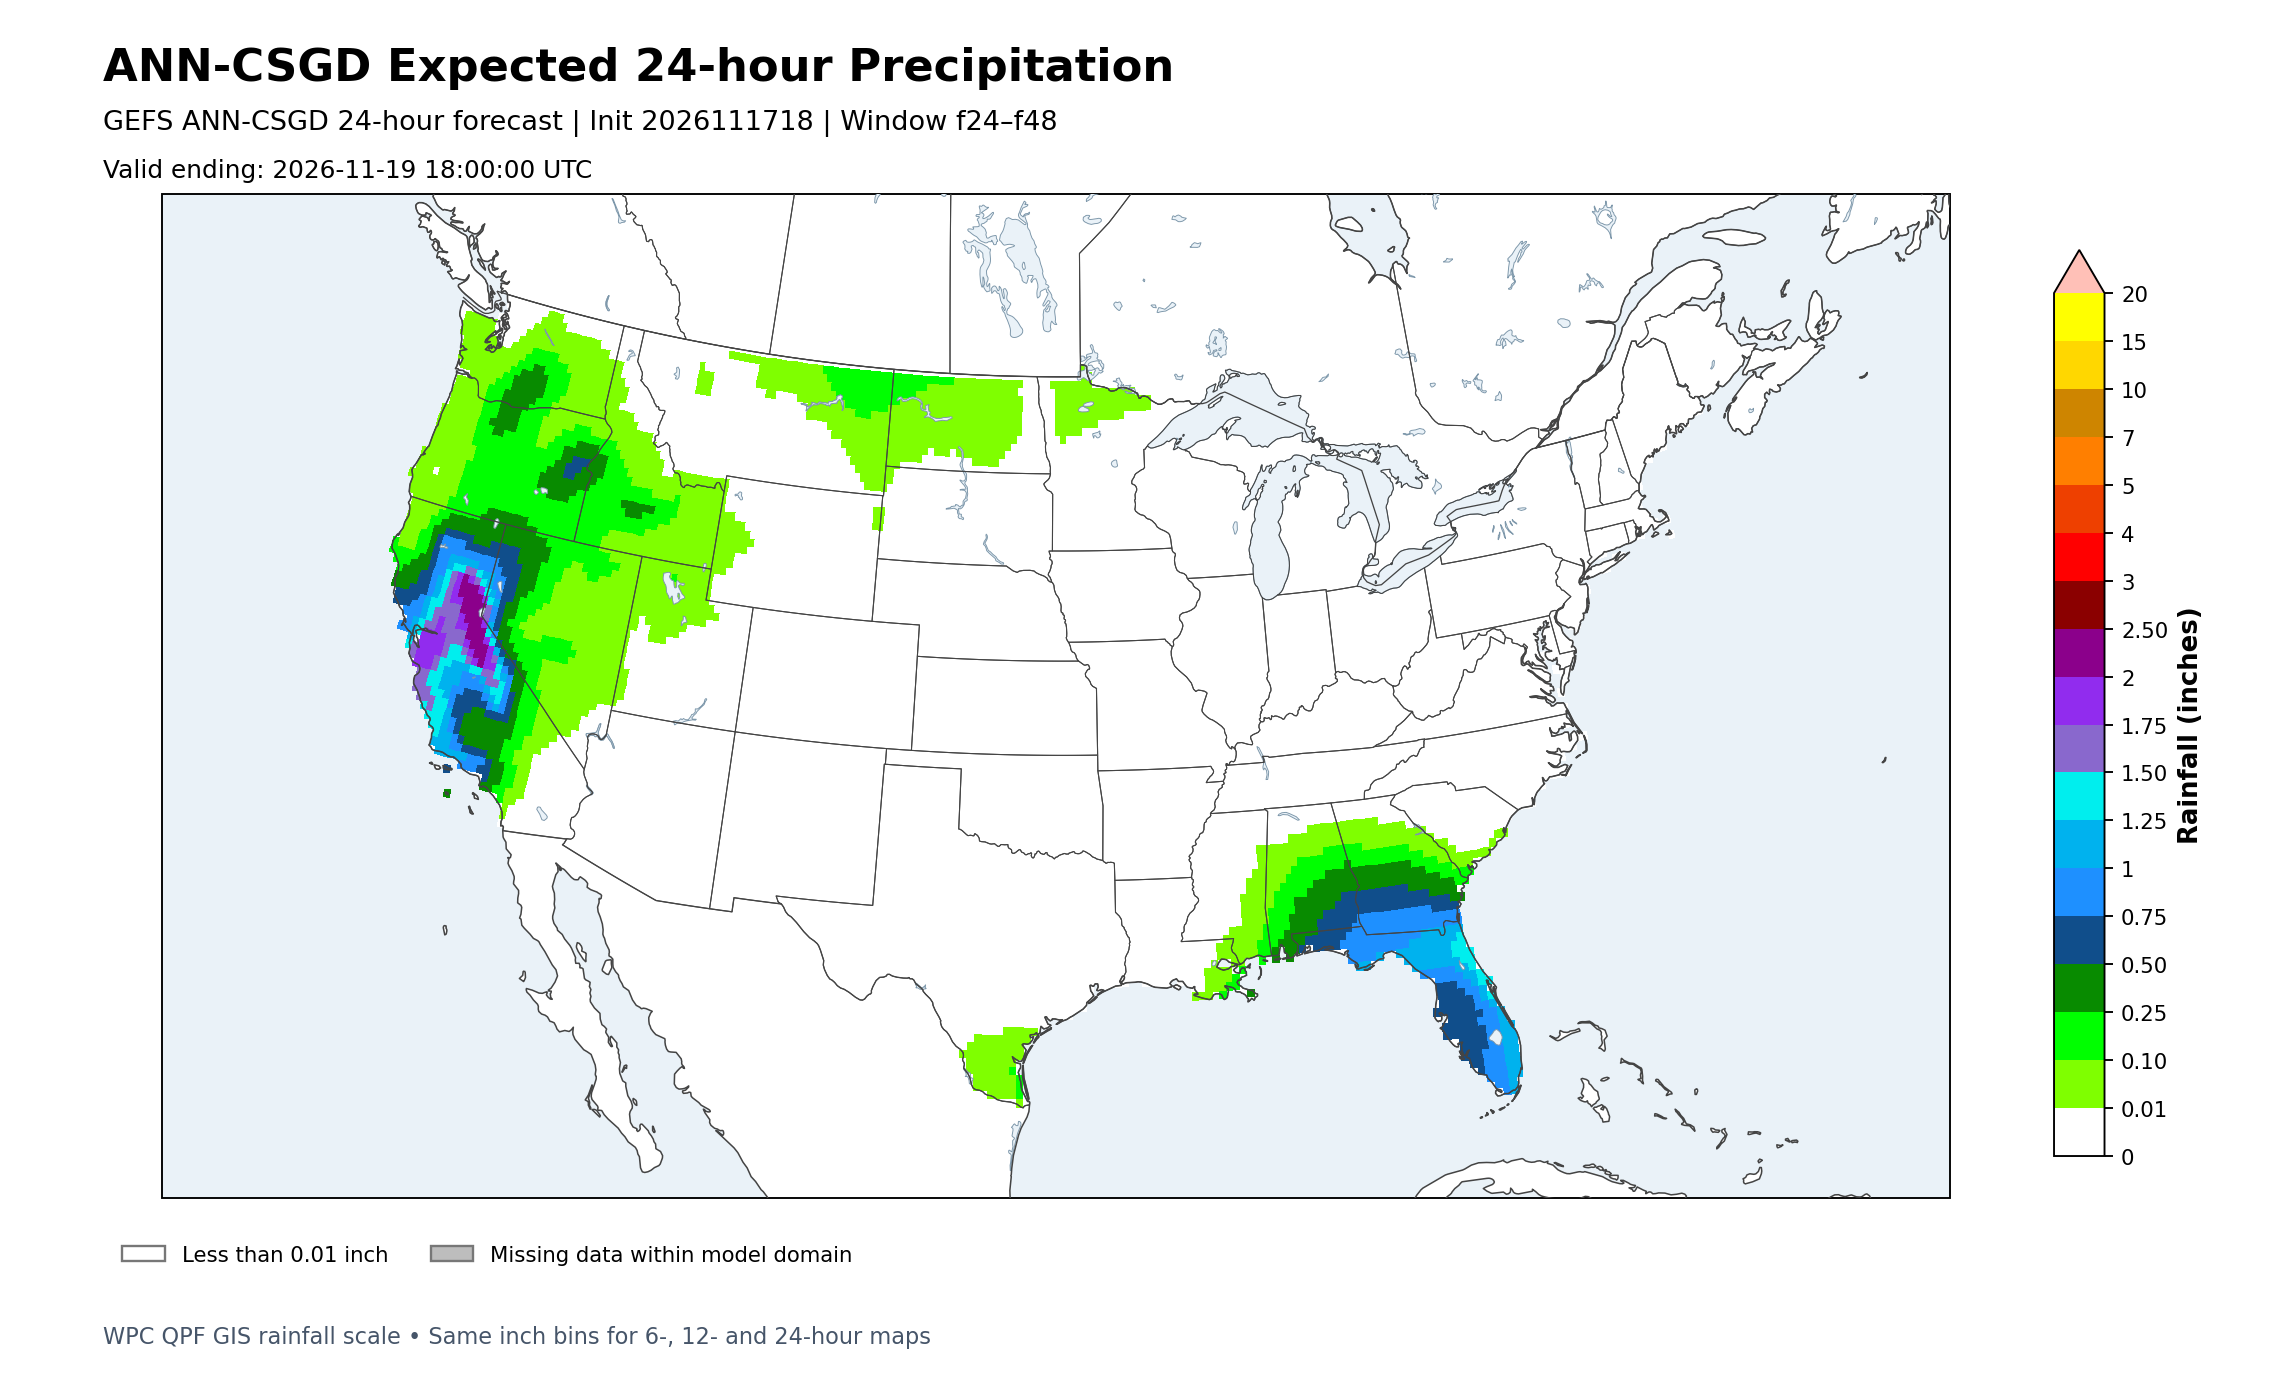 ANN-CSGD Expected 24-hour Precipitation
GEFS ANN-CSGD 24-hour forecast | Init 2026111718 | Window f24–f48
Valid ending: 2026-11-19 18:00:00 UTC
20
15
10
7
5
4
3
2.50
2
1.75
1.50
1.25
1
0.75
0.50
0.25
0.10
0.01
0
Rainfall (inches)
Less than 0.01 inch
Missing data within model domain
WPC QPF GIS rainfall scale • Same inch bins for 6-, 12- and 24-hour maps